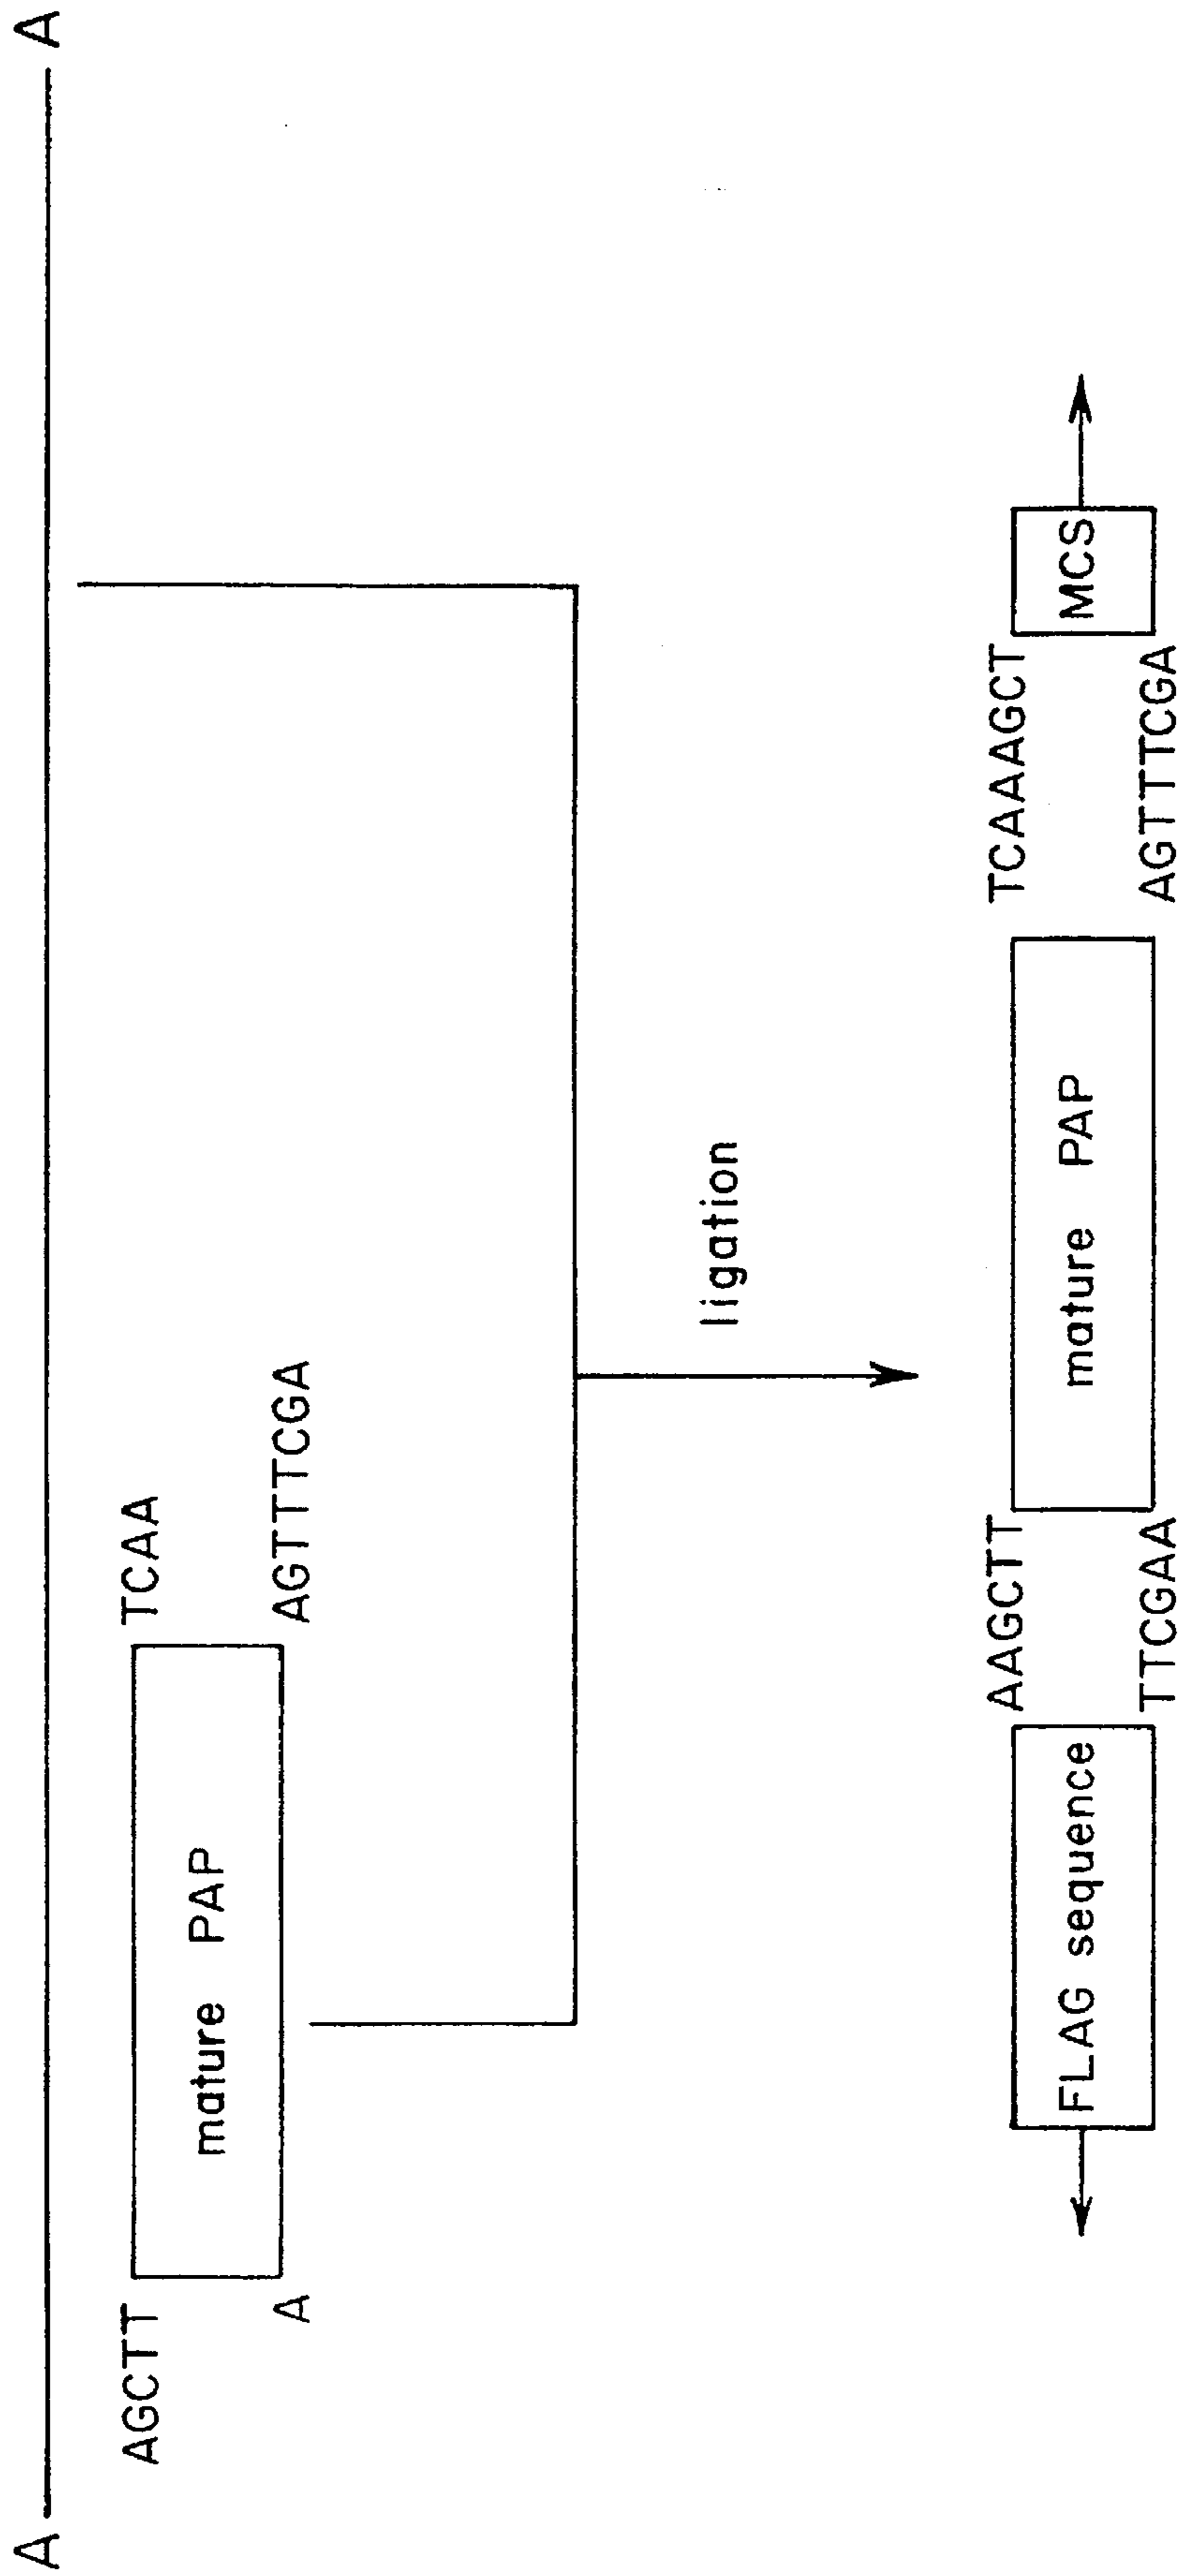 A A
AGCTT TCAA
mature PAP
A AGTTTCGA
ligation
AAGCTT TCAAAGCT
FLAG sequence mature PAP MCS
TTCGAA AGTTTCGA